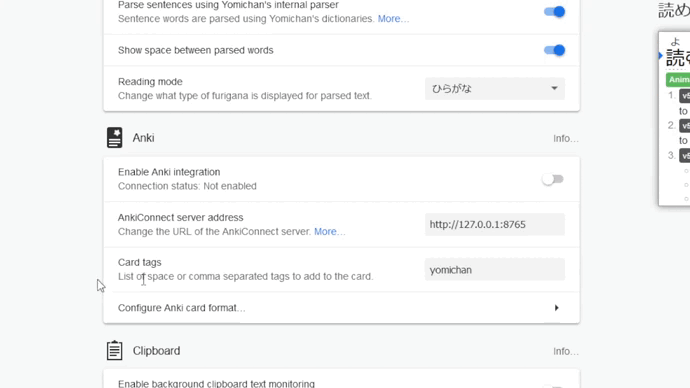 Parse sentences using Yomichan's internal parser
Sentence words are parsed using Yomichan's dictionaries. More…
Show space between parsed words
Reading mode
Change what type of furigana is displayed for parsed text.
ひらがな
Anki
Info…
Enable Anki integration
Connection status: Not enabled
AnkiConnect server address
Change the URL of the AnkiConnect server. More…
http://127.0.0.1:8765
Card tags
List of space or comma separated tags to add to the card.
yomichan
Configure Anki card format…
Clipboard
Info…
Enable background clipboard text monitoring
読め
よ
読む
1
to
2.
to
3.